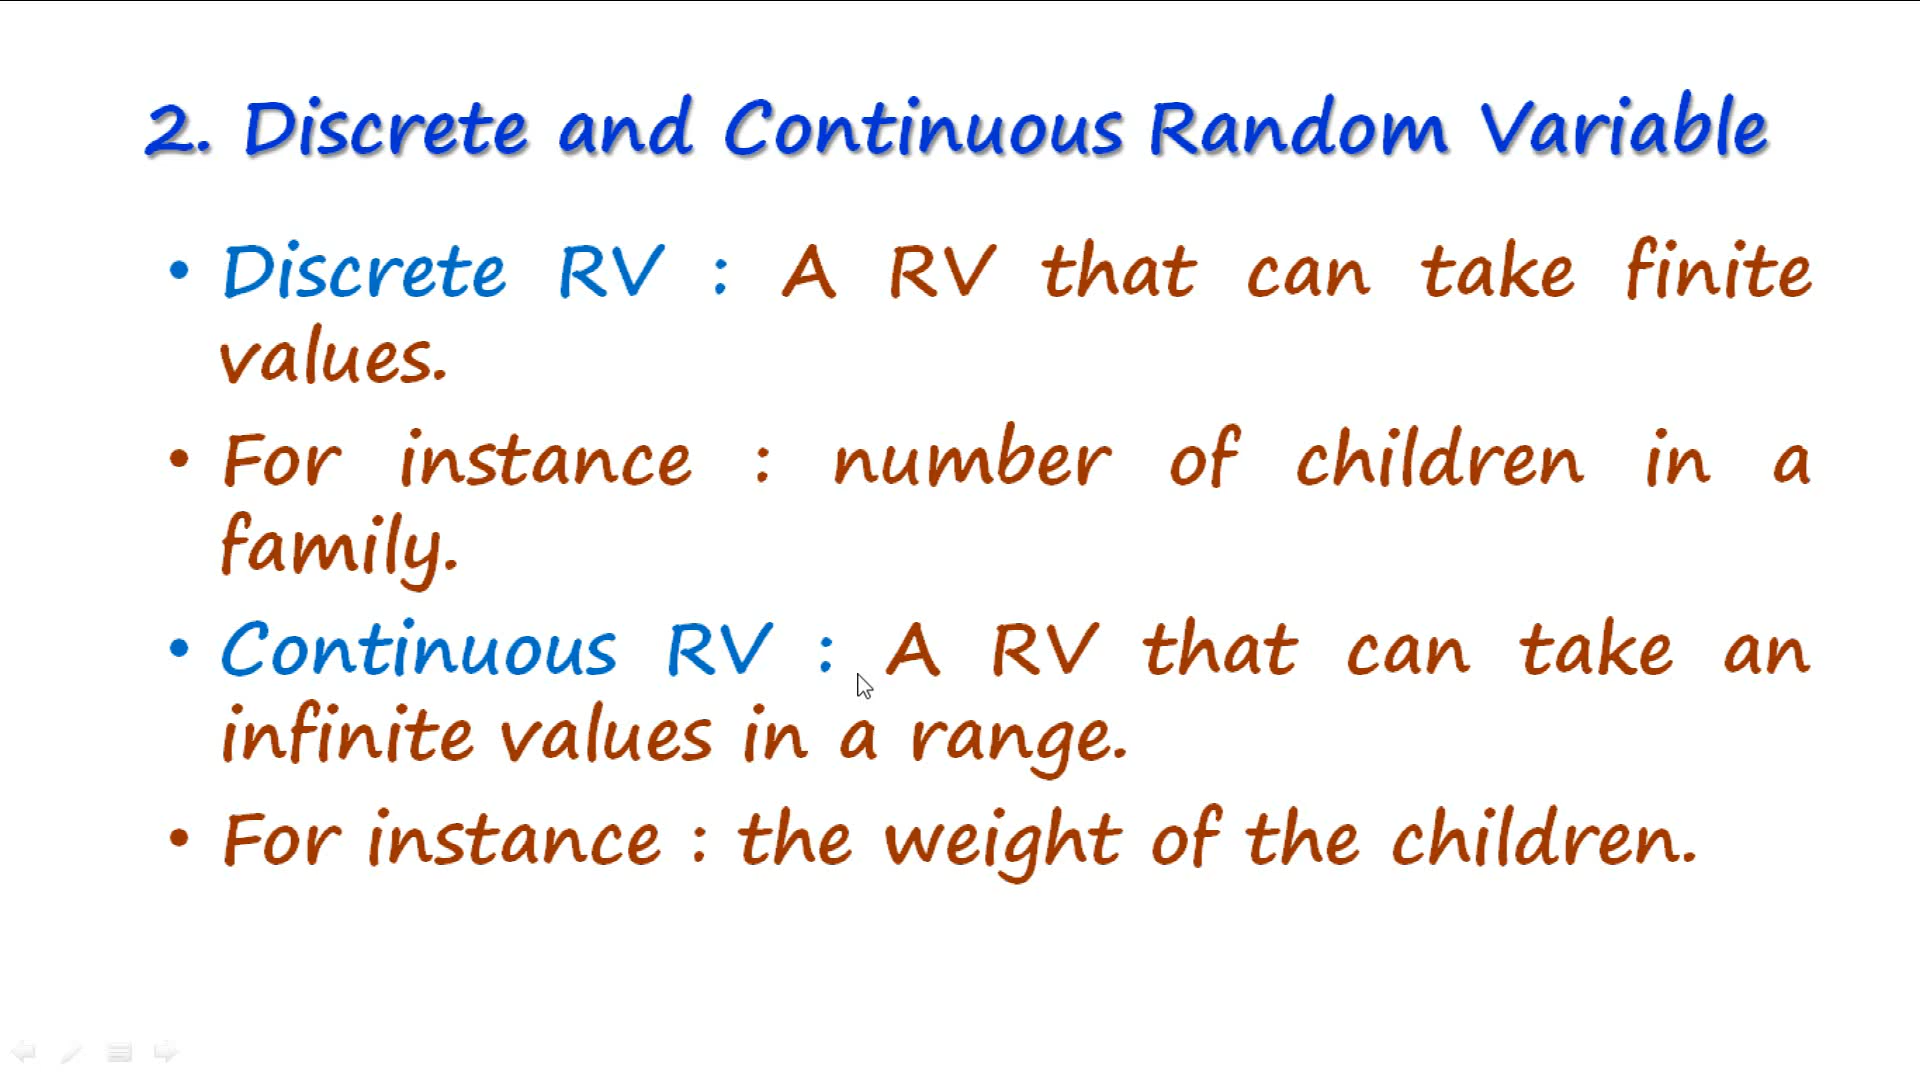 2. Discrete and Continuous Random Variable
• Discrete RV : A RV that can take finite
values.
• For instance : number of children in a
family.
• Continuous RV : A RV that can take an
infinite values in a range.
• For instance : the weight of the children.